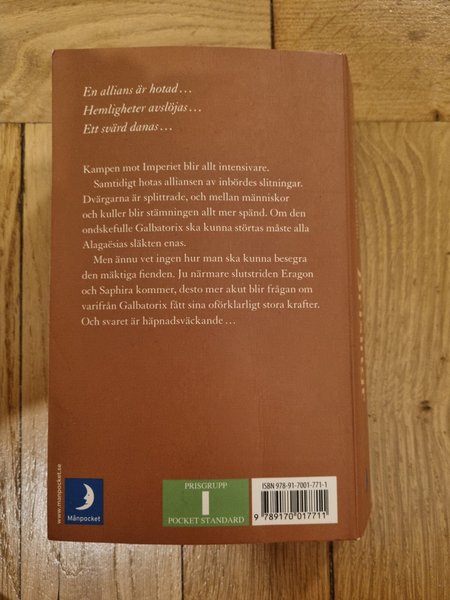 En allians är hotad…
Hemligheter avslöjas…
Ett svärd danas…
Kampen mot Imperiet blir allt intensivare.
Samtidigt hotas alliansen av inbördes slitningar.
Dvärgarna är splittrade, och mellan människor
och kuller blir stämningen allt mer spänd. Om den
ondskefulle Galbatorix ska kunna störtas måste alla
Alagaësias släkten enas.
Men ännu vet ingen hur man ska kunna besegra
den mäktiga fienden. Ju närmare slutstriden Eragon
och Saphira kommer, desto mer akut blir frågan om
varifrån Galbatorix fått sina oförklarligt stora krafter.
Och svaret är häpnadsväckande…
www.manpocket.se
Månpocket
PRISGRUPP
I
POCKET STANDARD
ISBN 978-91-7001-771-1
9 789170 017711